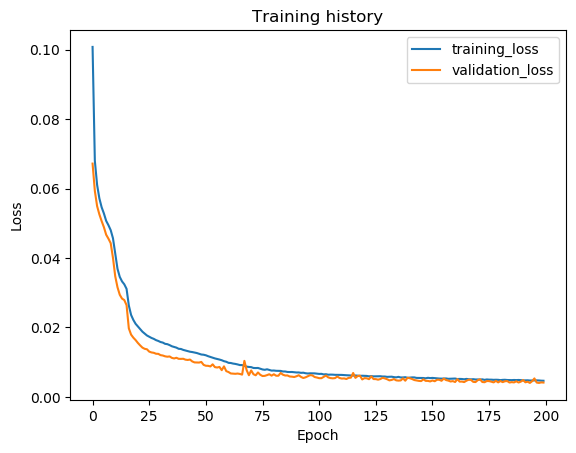 Training history
training_loss
validation_loss
Loss
0.10
0.08
0.06
0.04
0.02
0.00
0 25 50 75 100 125 150 175 200
Epoch